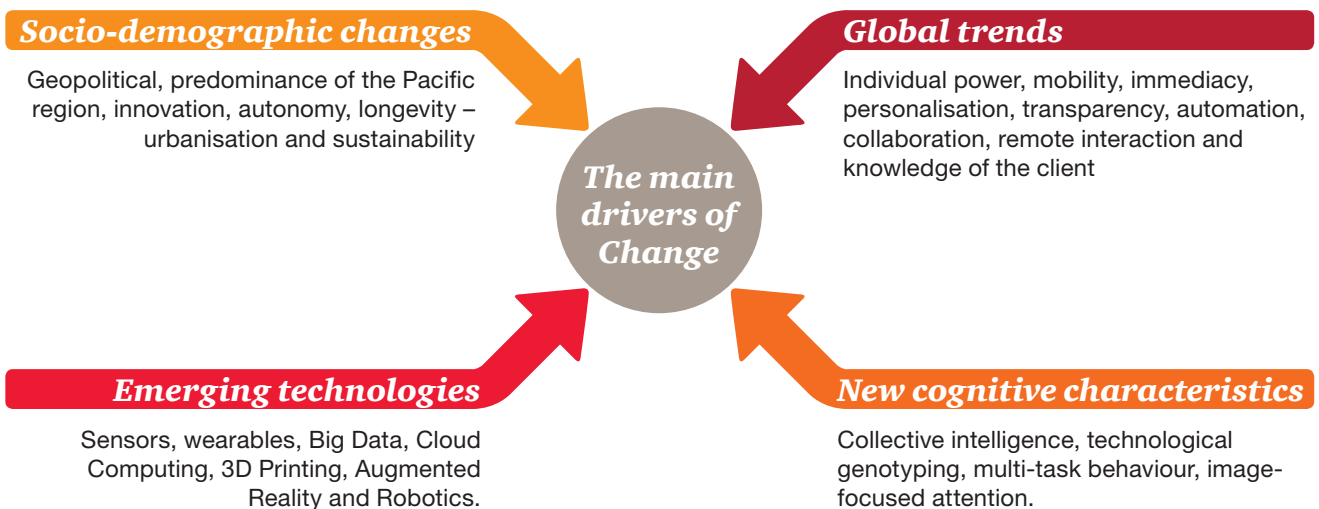 Socio-demographic changes
Geopolitical, predominance of the Pacific
region, innovation, autonomy, longevity –
urbanisation and sustainability
Global trends
Individual power, mobility, immediacy,
personalisation, transparency, automation,
collaboration, remote interaction and
knowledge of the client
The main
drivers of
Change
Emerging technologies
Sensors, wearables, Big Data, Cloud
Computing, 3D Printing, Augmented
Reality and Robotics.
New cognitive characteristics
Collective intelligence, technological
genotyping, multi-task behaviour, image-
focused attention.